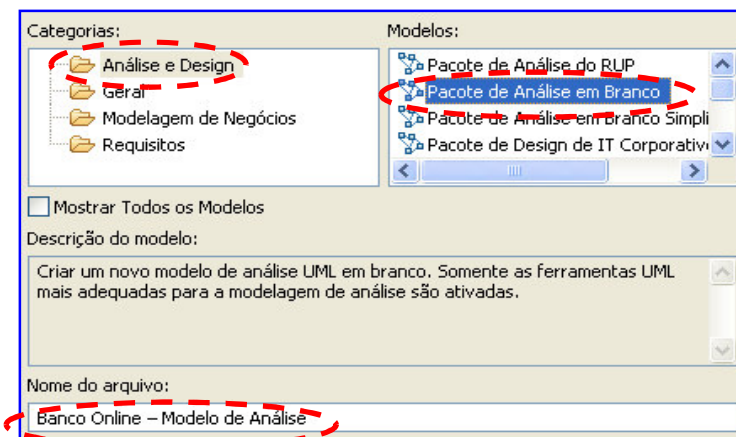 Categorias:
Modelos:
Análise e Design
Geral
Modelagem de Negócios
Requisitos
Pacote de Análise do RUP
Pacote de Análise em Branco
Pacote de Análise em Branco Simpli
Pacote de Design de IT Corporativ
Mostrar Todos os Modelos
Descrição do modelo:
Criar um novo modelo de análise UML em branco. Somente as ferramentas UML
mais adequadas para a modelagem de análise são ativadas.
Nome do arquivo:
Banco Online – Modelo de Análise